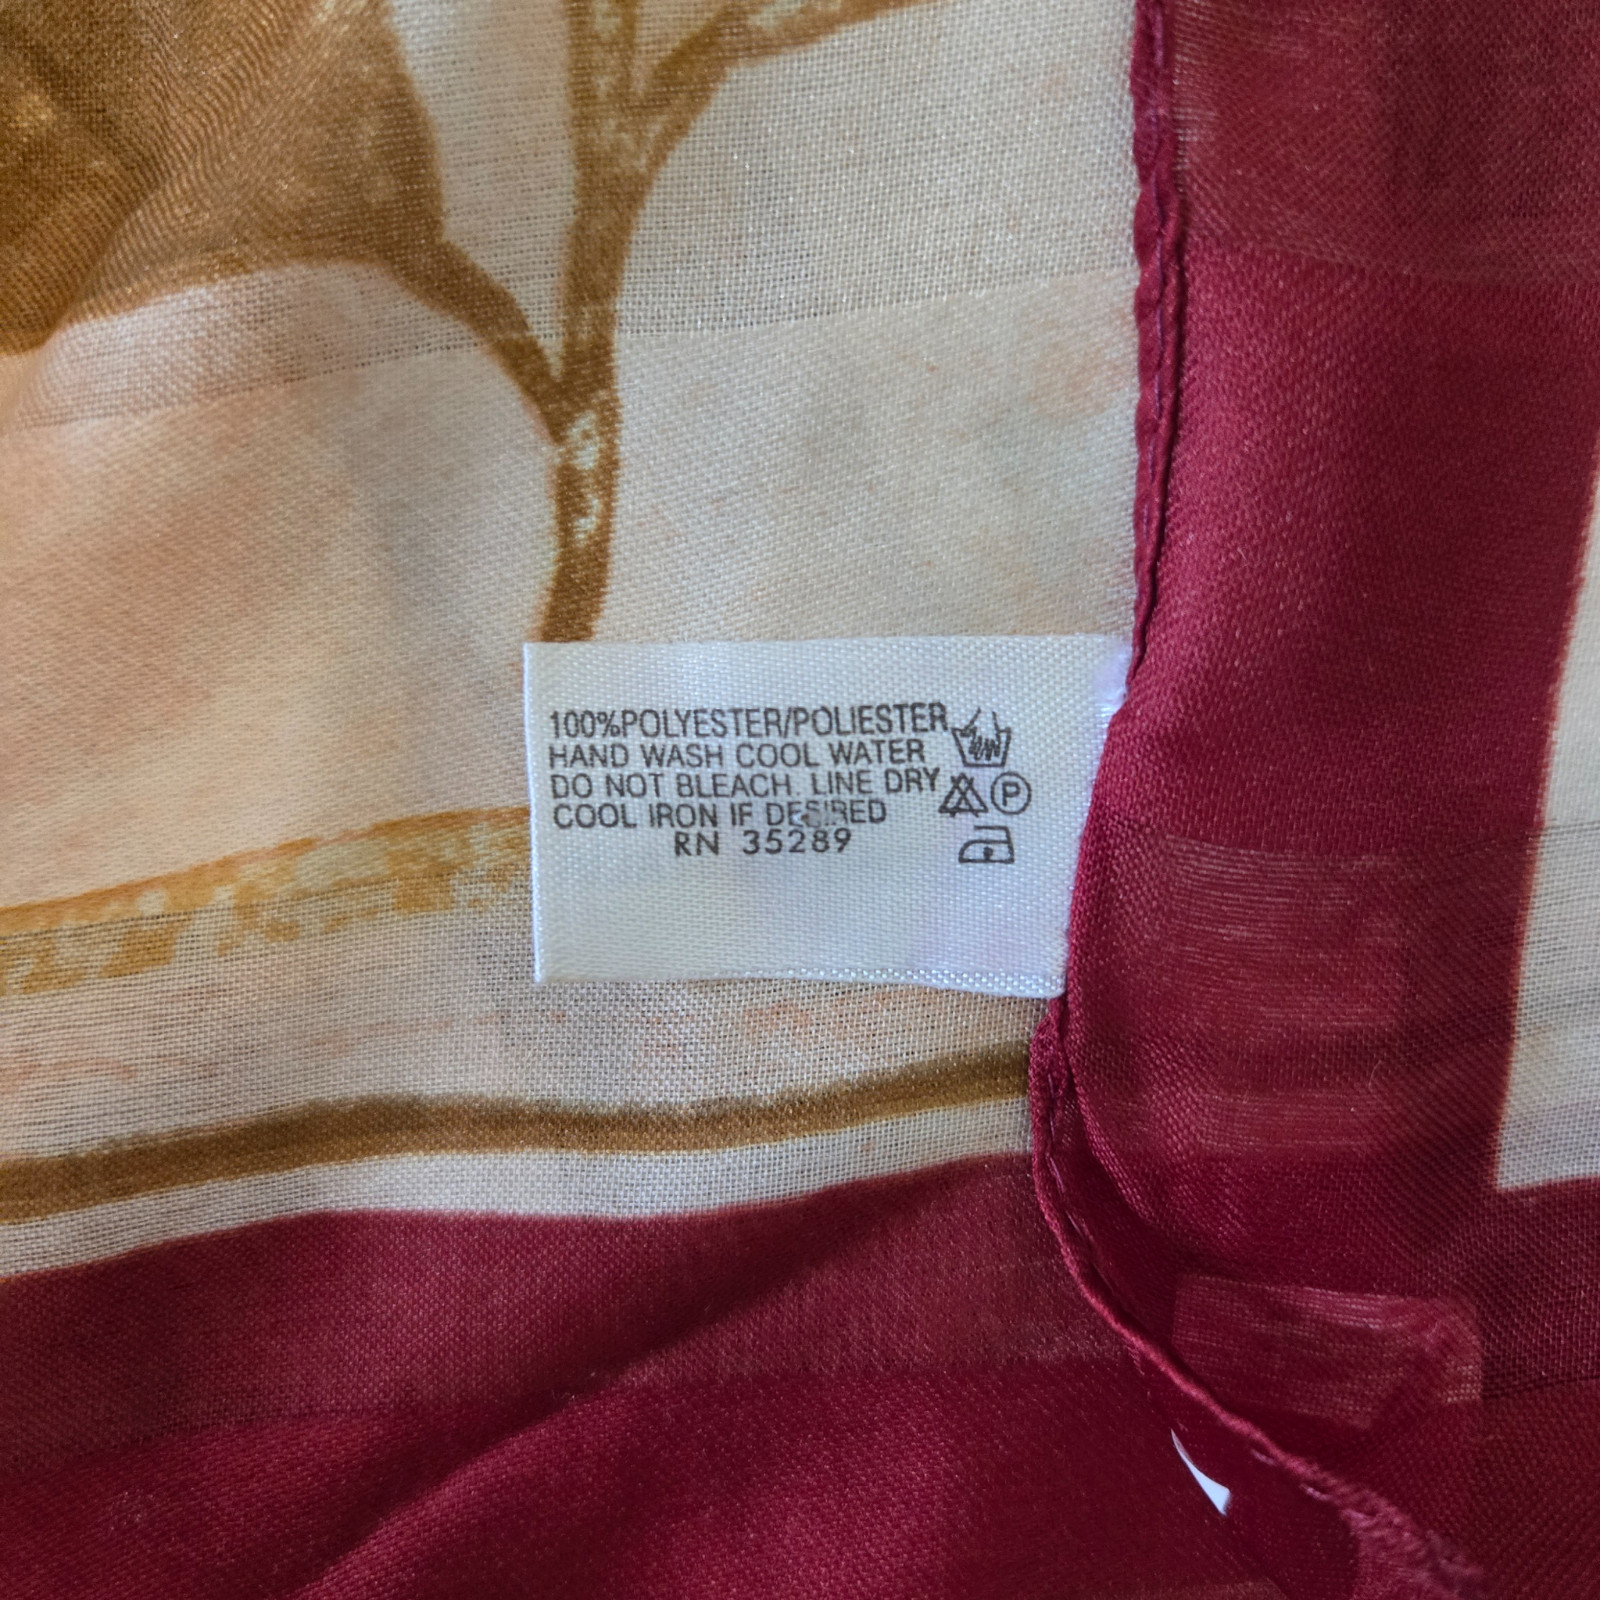 100%POLYESTER/POLIESTER
HAND WASH COOL WATER
DO NOT BLEACH. LINE DRY
COOL IRON IF DESIRED
RN 35289
P